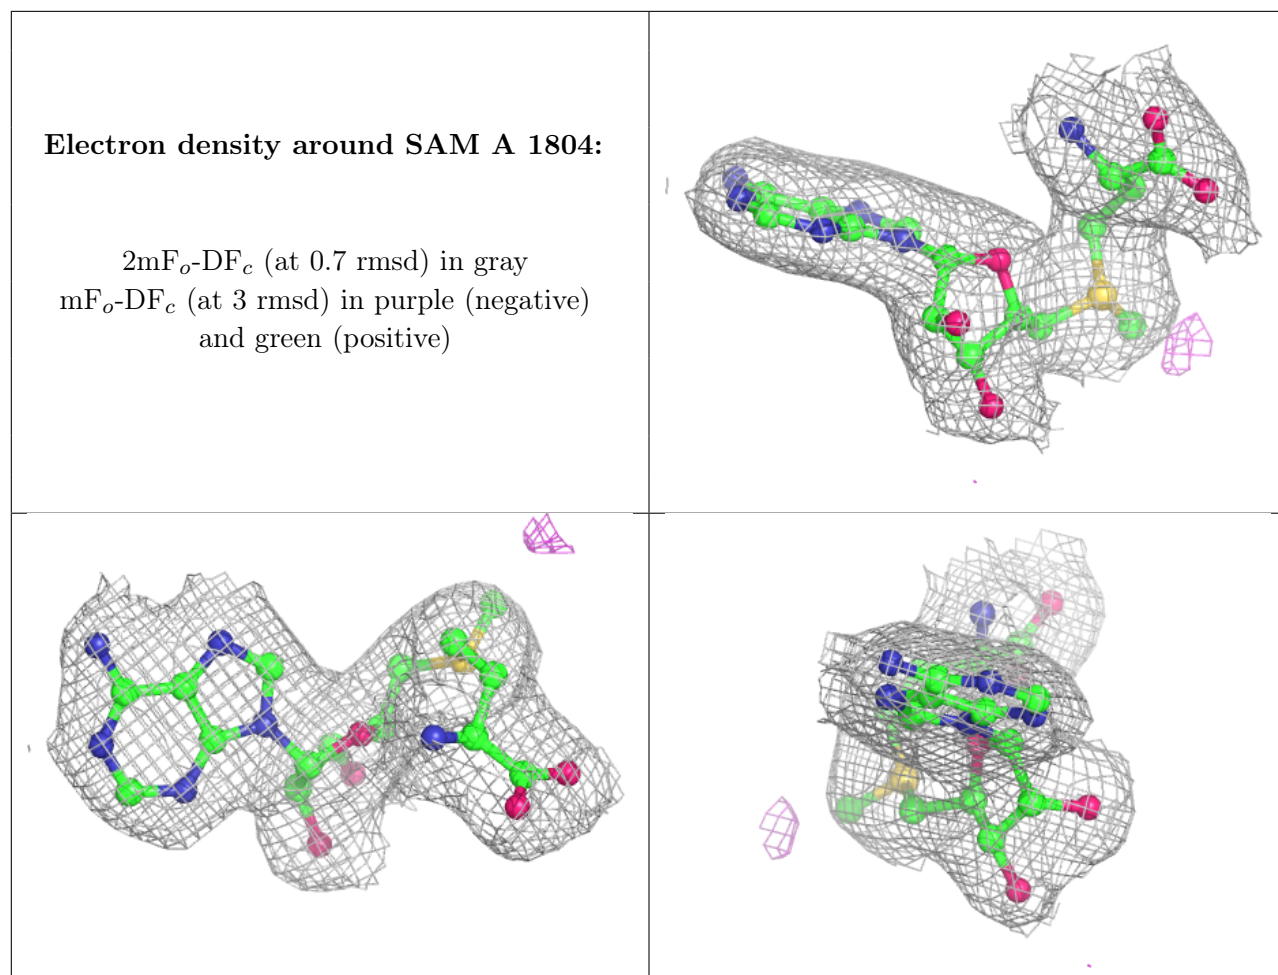 Electron density around SAM A 1804:
2mFo-DFc (at 0.7 rmsd) in gray
mFo-DFc (at 3 rmsd) in purple (negative)
and green (positive)